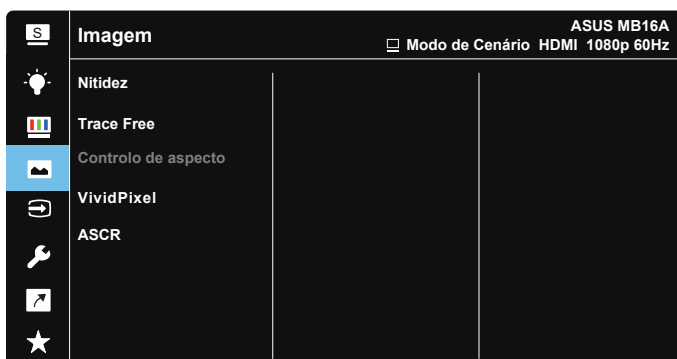 S
Imagem
ASUS MB16A
Modo de Cenário HDMI 1080p 60Hz
Nitidez
Trace Free
Controlo de aspecto
VividPixel
ASCR